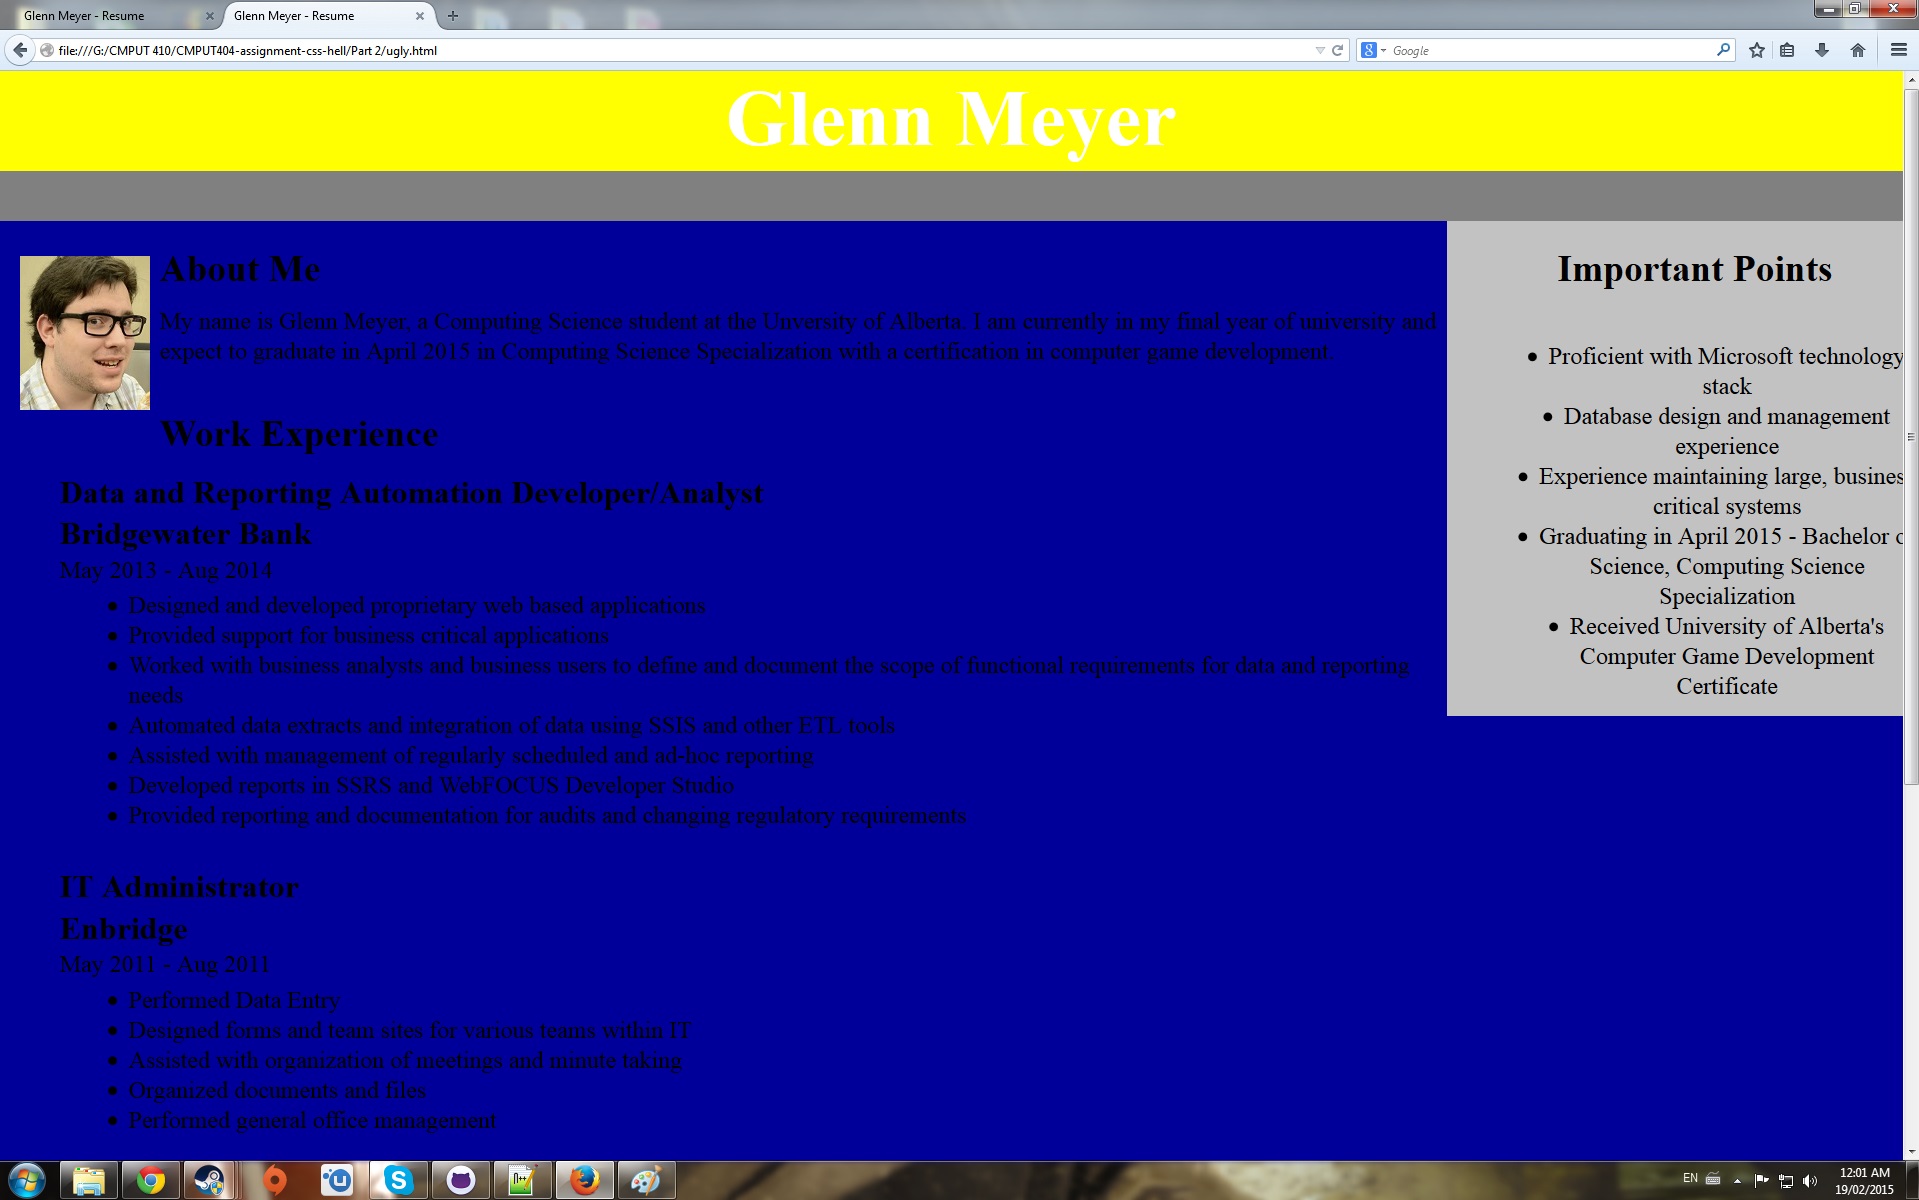 Glenn Meyer - Resume
Glenn Meyer - Resume
file:///G:/CMPUT 410/CMPUT404-assignment-css-hell/Part 2/ugly.html
8
Google
Glenn Meyer
About Me
My name is Glenn Meyer, a Computing Science student at the Unversity of Alberta. I am currently in my final year of university and
expect to graduate in April 2015 in Computing Science Specialization with a certification in computer game development.
Work Experience
Data and Reporting Automation Developer/Analyst
Bridgewater Bank
May 2013 - Aug 2014
• Designed and developed proprietary web based applications
• Provided support for business critical applications
• Worked with business analysts and business users to define and document the scope of functional requirements for data and reporting
needs
• Automated data extracts and integration of data using SSIS and other ETL tools
• Assisted with management of regularly scheduled and ad-hoc reporting
• Developed reports in SSRS and WebFOCUS Developer Studio
• Provided reporting and documentation for audits and changing regulatory requirements
IT Administrator
Enbridge
May 2011 - Aug 2011
• Performed Data Entry
• Designed forms and team sites for various teams within IT
• Assisted with organization of meetings and minute taking
• Organized documents and files
• Performed general office management
Important Points
• Proficient with Microsoft technology
stack
• Database design and management
experience
• Experience maintaining large, busines
critical systems
• Graduating in April 2015 - Bachelor o
Science, Computing Science
Specialization
• Received University of Alberta's
Computer Game Development
Certificate
EN
12:01 AM
19/02/2015